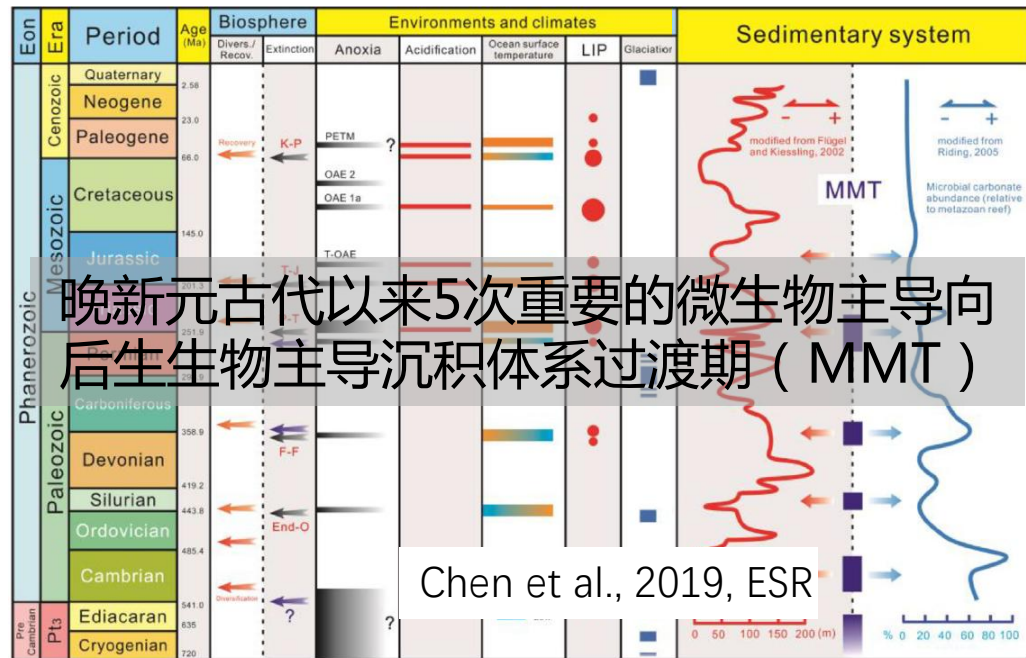 Eon
Era
Period
Age
(Ma)
Biosphere
Divers./
Recov.
Extinction
Environments and climates
Anoxia
Acidification
Ocean surface
temperature
LIP
Glaciation
Sedimentary system
Phanerozoic
Pre
Cambrian
Cenozoic
Mesozoic
Paleozoic
Pt3
Quaternary
Neogene
Paleogene
Cretaceous
Jurassic
Carboniferous
Devonian
Silurian
Ordovician
Cambrian
Ediacaran
Cryogenian
2.58
23.0
66.0
145.0
201.3
251.9
358.9
419.2
443.8
485.4
541.0
635
720
Recovery
Diversification
K-P
T-J
P-T
F-F
End-O
?
PETM
?
OAE 2
OAE 1a
T-OAE
?
- +
modified from Flügel
and Kiessling, 2002
MMT
- +
modified from
Riding, 2005
Microbial carbonate
abundance (relative
to metazoan reef)
晚新元古代以来5次重要的微生物主导向
后生生物主导沉积体系过渡期（MMT）
Chen et al., 2019, ESR
0 50 100 150 200 (m)
% 0 20 40 60 80 100